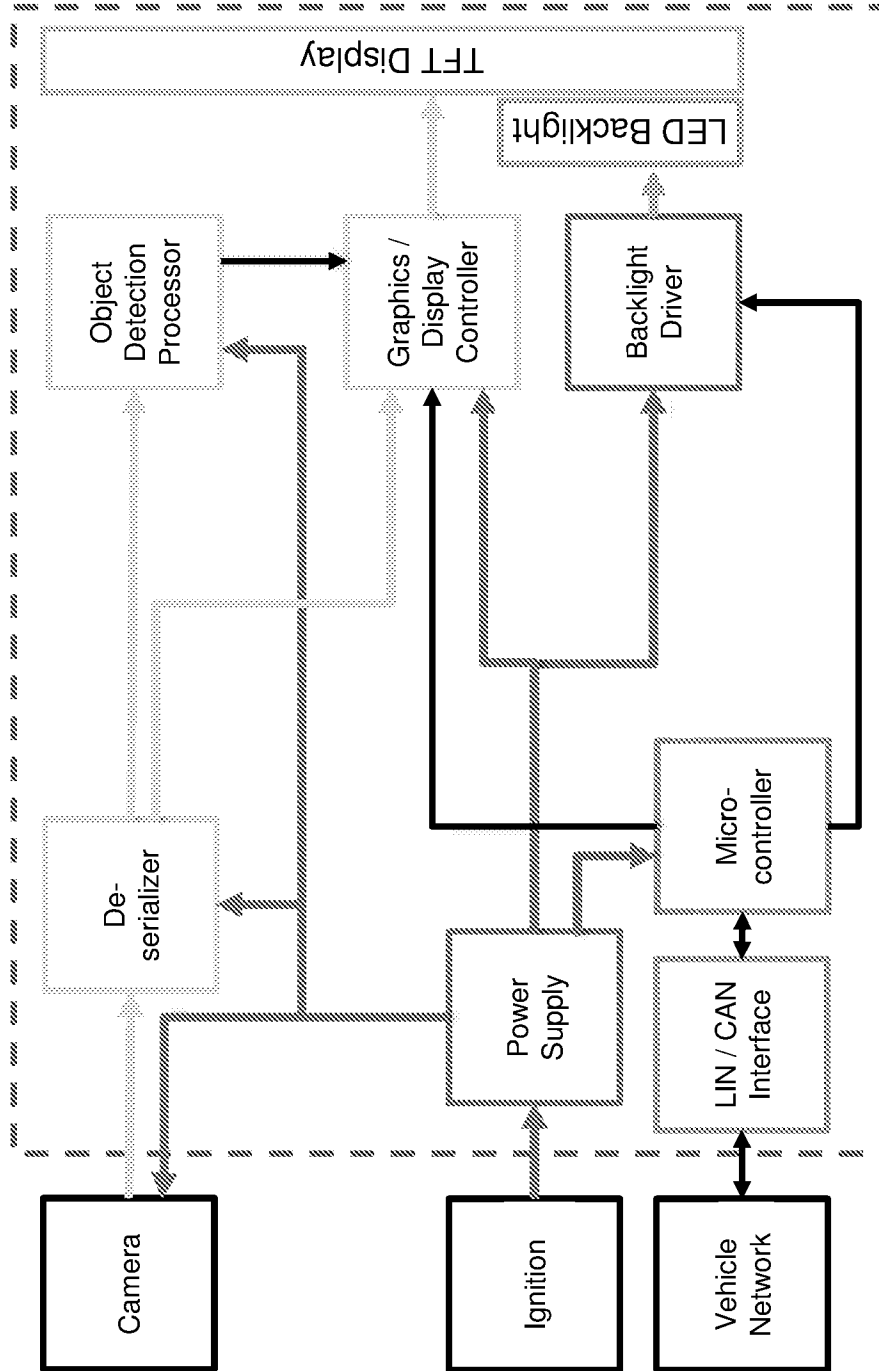 Camera
De-
serializer
Object
Detection
Processor
TFT Display
Graphics /
Display
Controller
LED Backlight
Ignition
Power
Supply
Backlight
Driver
Vehicle
Network
LIN / CAN
Interface
Micro-
controller